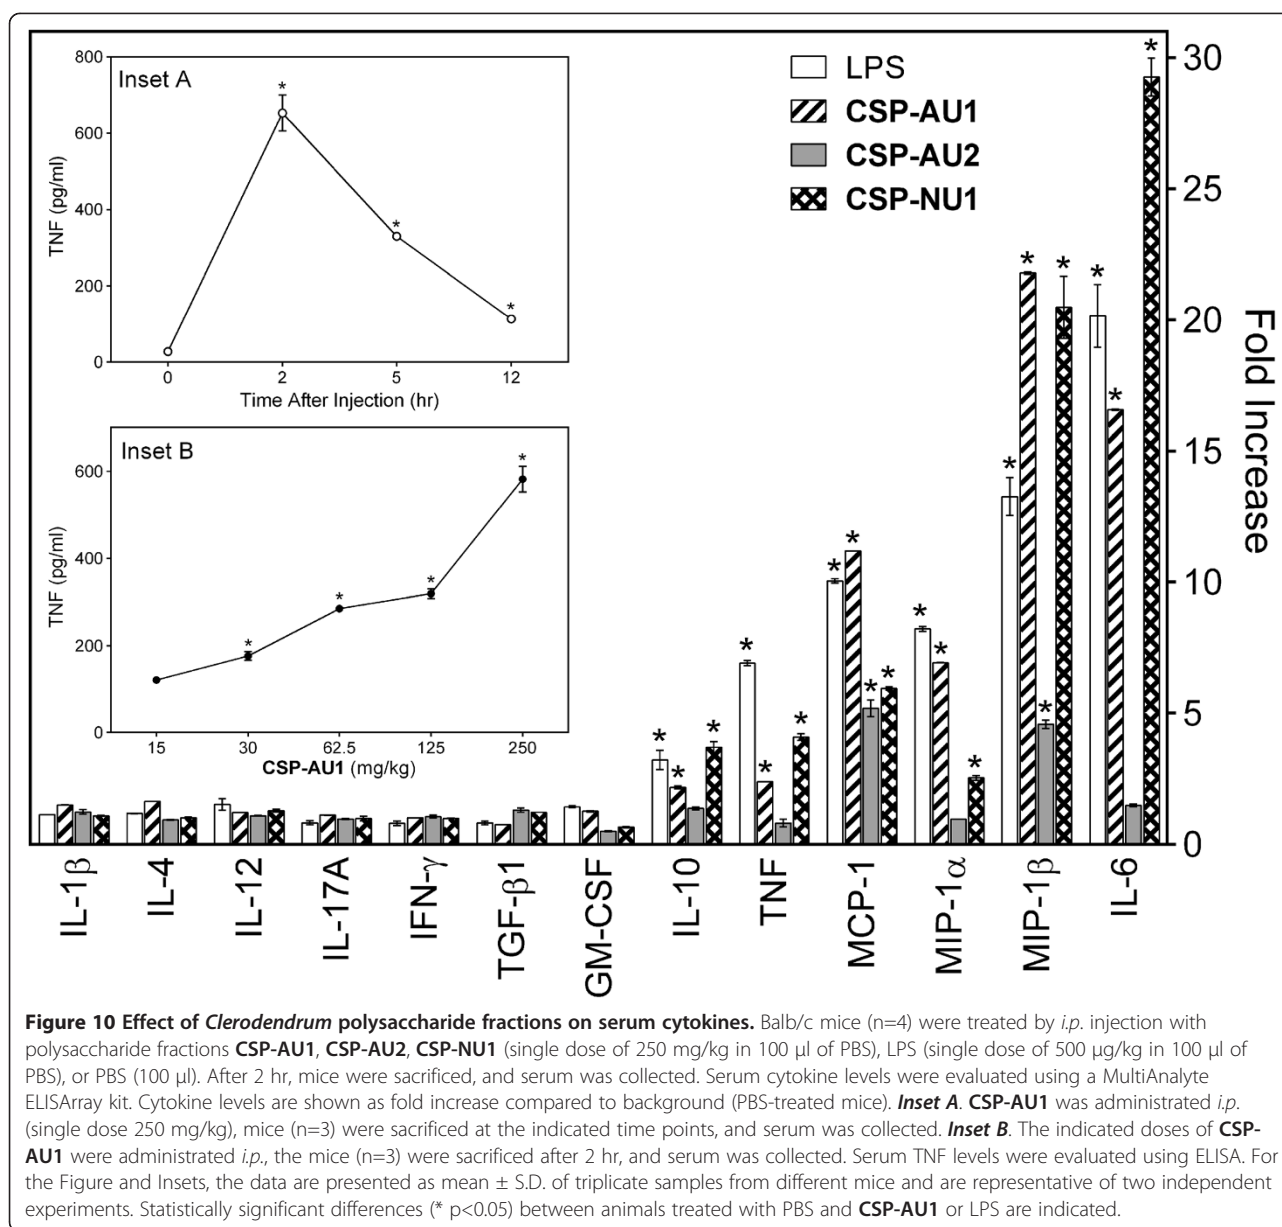 Inset A
800
600
400
200
0
TNF (pg/ml)
*
*
*
0 2 5 12
Time After Injection (hr)
Inset B
600
400
200
0
TNF (pg/ml)
*
*
*
*
15 30 62.5 125 250
CSP-AU1 (mg/kg)
LPS
CSP-AU1
CSP-AU2
CSP-NU1
* * * * * * * * * * * * * * * * * * * *
30
25
20
15
10
5
0
Fold Increase
IL-1β
IL-4
IL-12
IL-17A
IFN-γ
TGF-β1
GM-CSF
IL-10
TNF
MCP-1
MIP-1α
MIP-1β
IL-6
Figure 10 Effect of Clerodendrum polysaccharide fractions on serum cytokines. Balb/c mice (n=4) were treated by i.p. injection with
polysaccharide fractions CSP-AU1, CSP-AU2, CSP-NU1 (single dose of 250 mg/kg in 100 μl of PBS), LPS (single dose of 500 μg/kg in 100 μl of
PBS), or PBS (100 μl). After 2 hr, mice were sacrificed, and serum was collected. Serum cytokine levels were evaluated using a MultiAnalyte
ELISArray kit. Cytokine levels are shown as fold increase compared to background (PBS-treated mice). Inset A. CSP-AU1 was administrated i.p.
(single dose 250 mg/kg), mice (n=3) were sacrificed at the indicated time points, and serum was collected. Inset B. The indicated doses of CSP-
AU1 were administrated i.p., the mice (n=3) were sacrificed after 2 hr, and serum was collected. Serum TNF levels were evaluated using ELISA. For
the Figure and Insets, the data are presented as mean ± S.D. of triplicate samples from different mice and are representative of two independent
experiments. Statistically significant differences (* p<0.05) between animals treated with PBS and CSP-AU1 or LPS are indicated.